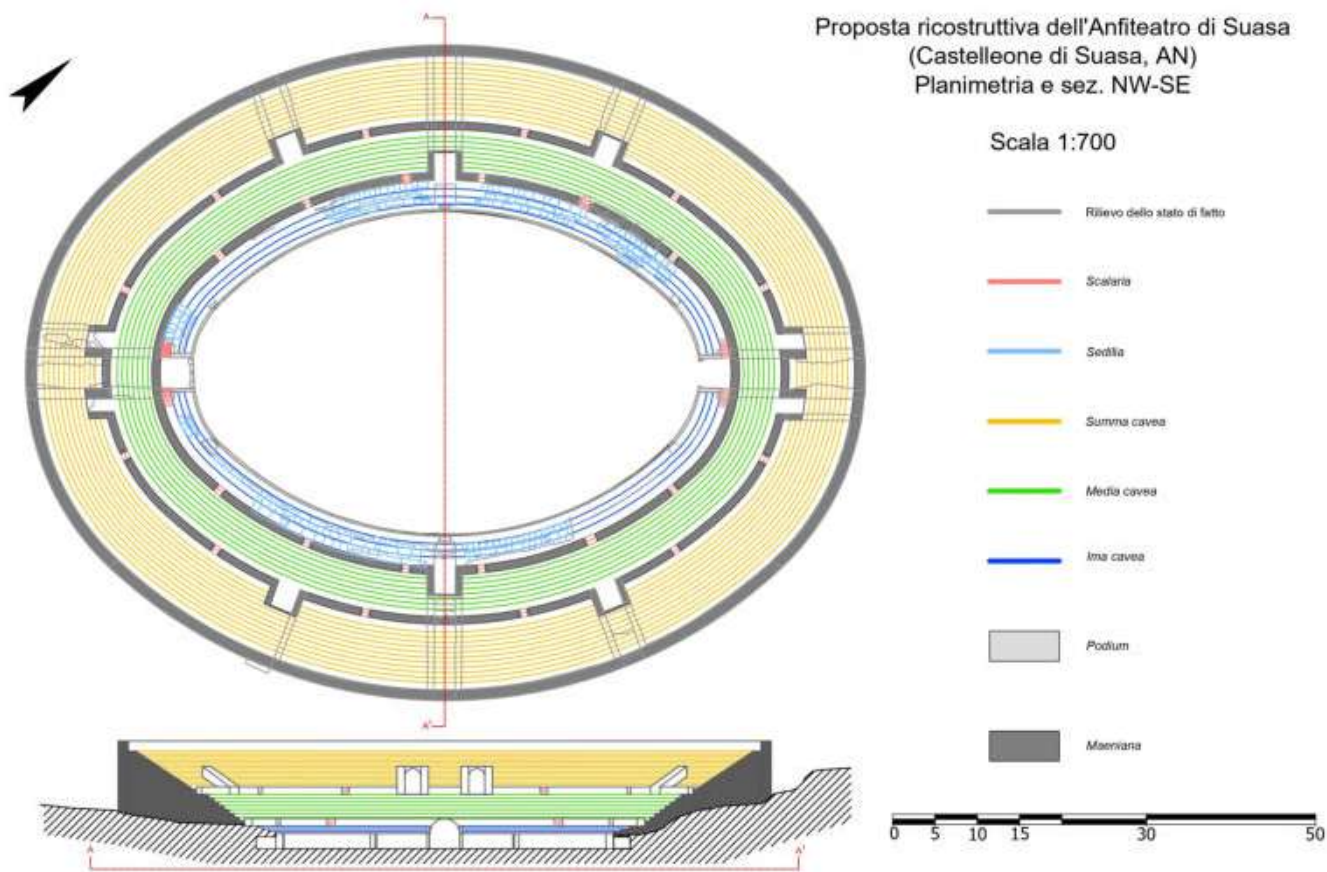 Proposta ricostruttiva dell'Anfiteatro di Suasa
(Castelleone di Suasa, AN)
Planimetria e sez. NW-SE
Scala 1:700
Rilievo dello stato di fatto
Scalaria
Sedilia
Summa cavea
Media cavea
Ima cavea
Podium
Maeniana
0 5 10 15 30 50
A
A'
A A'